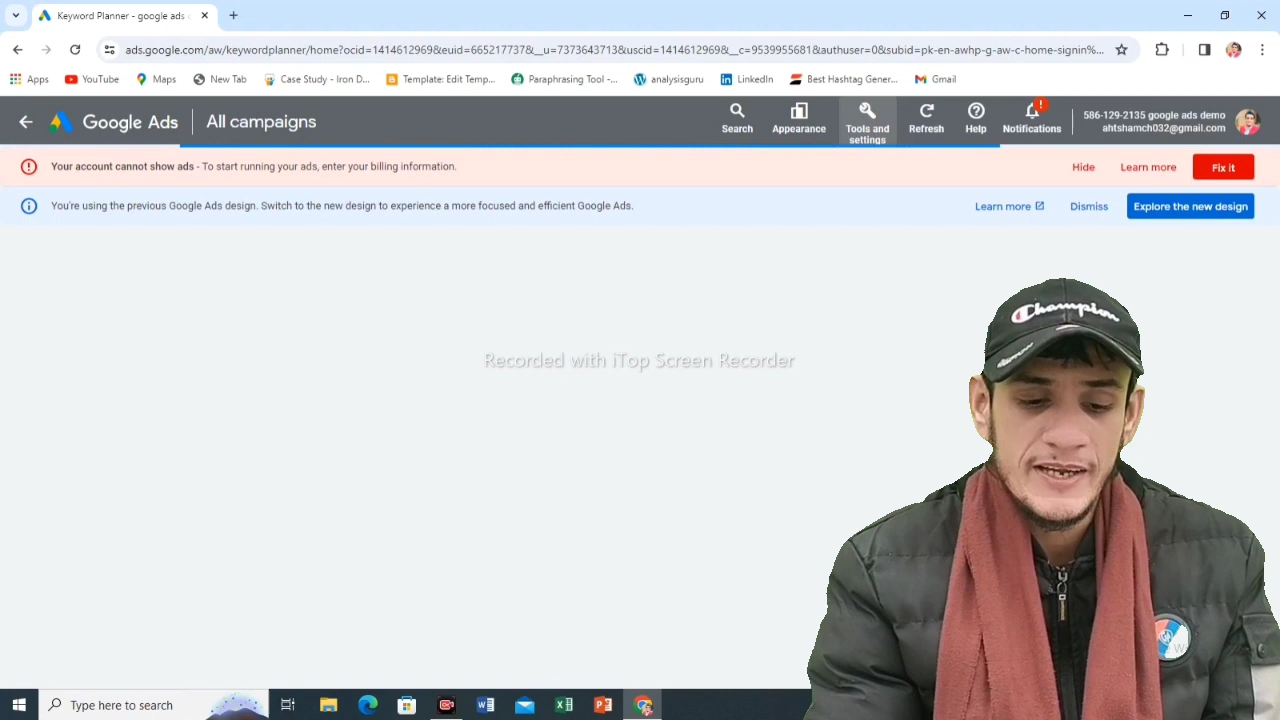 Keyword Planner - google ads
ads.google.com/aw/keywordplanner/home?ocid=1414612969&euid=665217737&__u=7373643713&uscid=1414612969&__c=9539955681&authuser=0&subid=pk-en-awhp-g-aw-c-home-signin%...
Apps
YouTube
Maps
New Tab
Case Study - Iron D...
Template: Edit Temp...
Paraphrasing Tool -...
analysisguru
LinkedIn
Best Hashtag Gener...
Gmail
Google Ads
All campaigns
Search
Appearance
Tools and
settings
Refresh
Help
Notifications
586-129-2135 google ads demo
ahtshamch032@gmail.com
Your account cannot show ads - To start running your ads, enter your billing information.
Hide
Learn more
Fix it
You're using the previous Google Ads design. Switch to the new design to experience a more focused and efficient Google Ads.
Learn more
Dismiss
Explore the new design
Champion
Recorded with iTop Screen Recorder
Type here to search